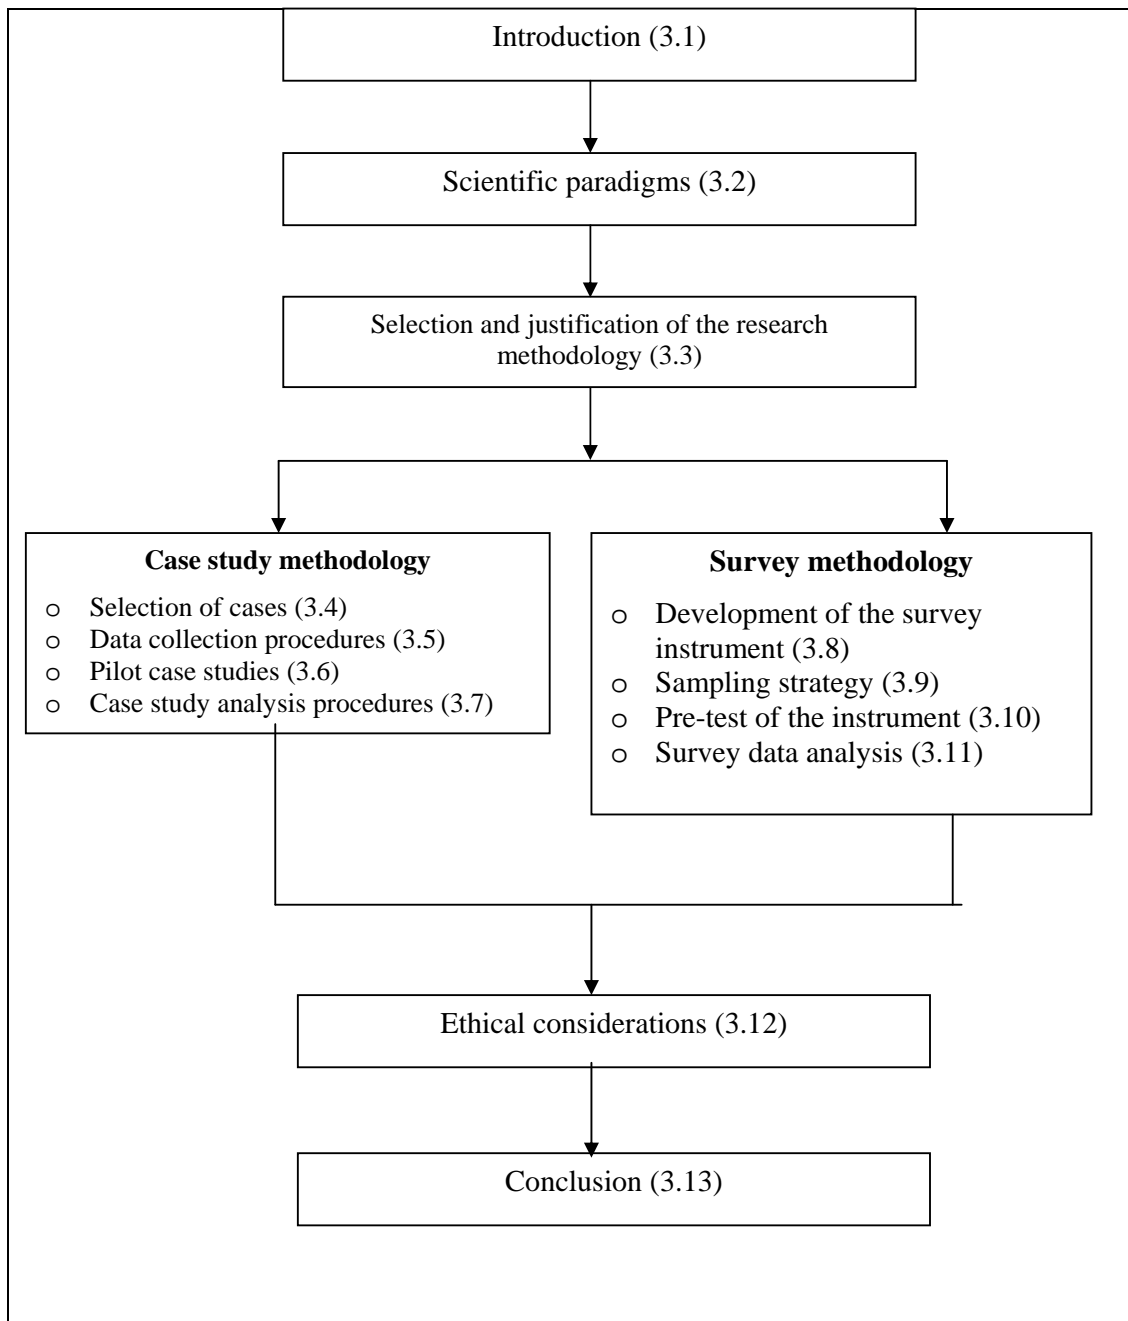 Introduction (3.1)
Scientific paradigms (3.2)
Selection and justification of the research
methodology (3.3)
Case study methodology
o Selection of cases (3.4)
o Data collection procedures (3.5)
o Pilot case studies (3.6)
o Case study analysis procedures (3.7)
Survey methodology
o Development of the survey
instrument (3.8)
o Sampling strategy (3.9)
o Pre-test of the instrument (3.10)
o Survey data analysis (3.11)
Ethical considerations (3.12)
Conclusion (3.13)